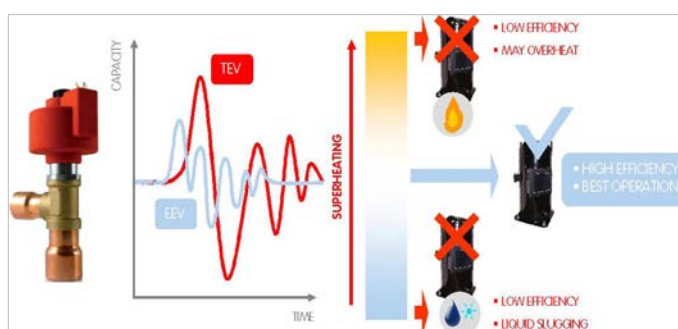 CAPACITY
TEV
EEV
TIME
SUPERHEATING
• LOW EFFICIENCY
• MAY OVERHEAT
• HIGH EFFICIENCY
• BEST OPERATION
• LOW EFFICIENCY
• LIQUID SLUGGING